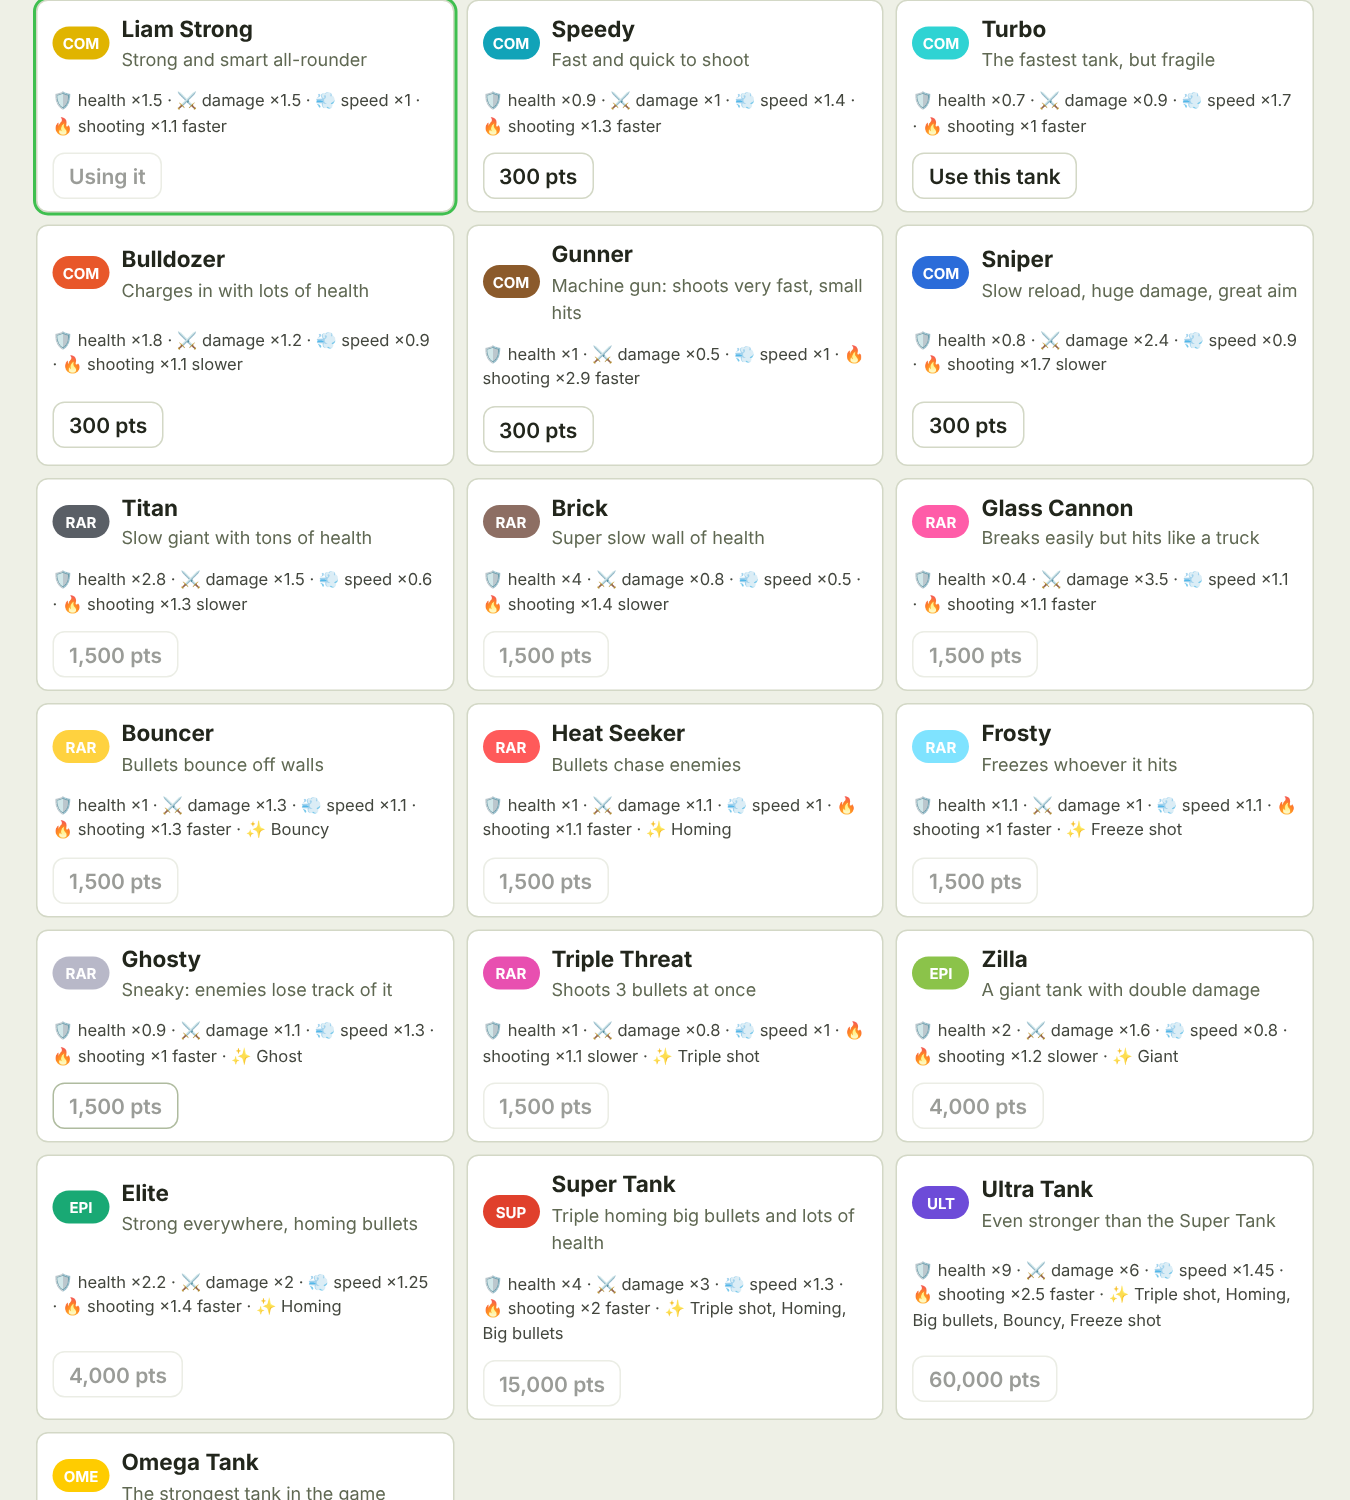 COM
Liam Strong
Strong and smart all-rounder
🛡️ health ×1.5 · ⚔️ damage ×1.5 · 💨 speed ×1 ·
🔥 shooting ×1.1 faster
Using it
COM
Speedy
Fast and quick to shoot
🛡️ health ×0.9 · ⚔️ damage ×1 · 💨 speed ×1.4 ·
🔥 shooting ×1.3 faster
300 pts
COM
Turbo
The fastest tank, but fragile
🛡️ health ×0.7 · ⚔️ damage ×0.9 · 💨 speed ×1.7
· 🔥 shooting ×1 faster
Use this tank
COM
Bulldozer
Charges in with lots of health
🛡️ health ×1.8 · ⚔️ damage ×1.2 · 💨 speed ×0.9
· 🔥 shooting ×1.1 slower
300 pts
COM
Gunner
Machine gun: shoots very fast, small
hits
🛡️ health ×1 · ⚔️ damage ×0.5 · 💨 speed ×1 · 🔥
shooting ×2.9 faster
300 pts
COM
Sniper
Slow reload, huge damage, great aim
🛡️ health ×0.8 · ⚔️ damage ×2.4 · 💨 speed ×0.9
· 🔥 shooting ×1.7 slower
300 pts
RAR
Titan
Slow giant with tons of health
🛡️ health ×2.8 · ⚔️ damage ×1.5 · 💨 speed ×0.6
· 🔥 shooting ×1.3 slower
1,500 pts
RAR
Brick
Super slow wall of health
🛡️ health ×4 · ⚔️ damage ×0.8 · 💨 speed ×0.5 ·
🔥 shooting ×1.4 slower
1,500 pts
RAR
Glass Cannon
Breaks easily but hits like a truck
🛡️ health ×0.4 · ⚔️ damage ×3.5 · 💨 speed ×1.1
· 🔥 shooting ×1.1 faster
1,500 pts
RAR
Bouncer
Bullets bounce off walls
🛡️ health ×1 · ⚔️ damage ×1.3 · 💨 speed ×1.1 ·
🔥 shooting ×1.3 faster · ✨ Bouncy
1,500 pts
RAR
Heat Seeker
Bullets chase enemies
🛡️ health ×1 · ⚔️ damage ×1.1 · 💨 speed ×1 · 🔥
shooting ×1.1 faster · ✨ Homing
1,500 pts
RAR
Frosty
Freezes whoever it hits
🛡️ health ×1.1 · ⚔️ damage ×1 · 💨 speed ×1.1 · 🔥
shooting ×1 faster · ✨ Freeze shot
1,500 pts
RAR
Ghosty
Sneaky: enemies lose track of it
🛡️ health ×0.9 · ⚔️ damage ×1.1 · 💨 speed ×1.3 ·
🔥 shooting ×1 faster · ✨ Ghost
1,500 pts
RAR
Triple Threat
Shoots 3 bullets at once
🛡️ health ×1 · ⚔️ damage ×0.8 · 💨 speed ×1 · 🔥
shooting ×1.1 slower · ✨ Triple shot
1,500 pts
EPI
Zilla
A giant tank with double damage
🛡️ health ×2 · ⚔️ damage ×1.6 · 💨 speed ×0.8 ·
🔥 shooting ×1.2 slower · ✨ Giant
4,000 pts
EPI
Elite
Strong everywhere, homing bullets
🛡️ health ×2.2 · ⚔️ damage ×2 · 💨 speed ×1.25
· 🔥 shooting ×1.4 faster · ✨ Homing
4,000 pts
SUP
Super Tank
Triple homing big bullets and lots of
health
🛡️ health ×4 · ⚔️ damage ×3 · 💨 speed ×1.3 ·
🔥 shooting ×2 faster · ✨ Triple shot, Homing,
Big bullets
15,000 pts
ULT
Ultra Tank
Even stronger than the Super Tank
🛡️ health ×9 · ⚔️ damage ×6 · 💨 speed ×1.45 ·
🔥 shooting ×2.5 faster · ✨ Triple shot, Homing,
Big bullets, Bouncy, Freeze shot
60,000 pts
OME
Omega Tank
The strongest tank in the game